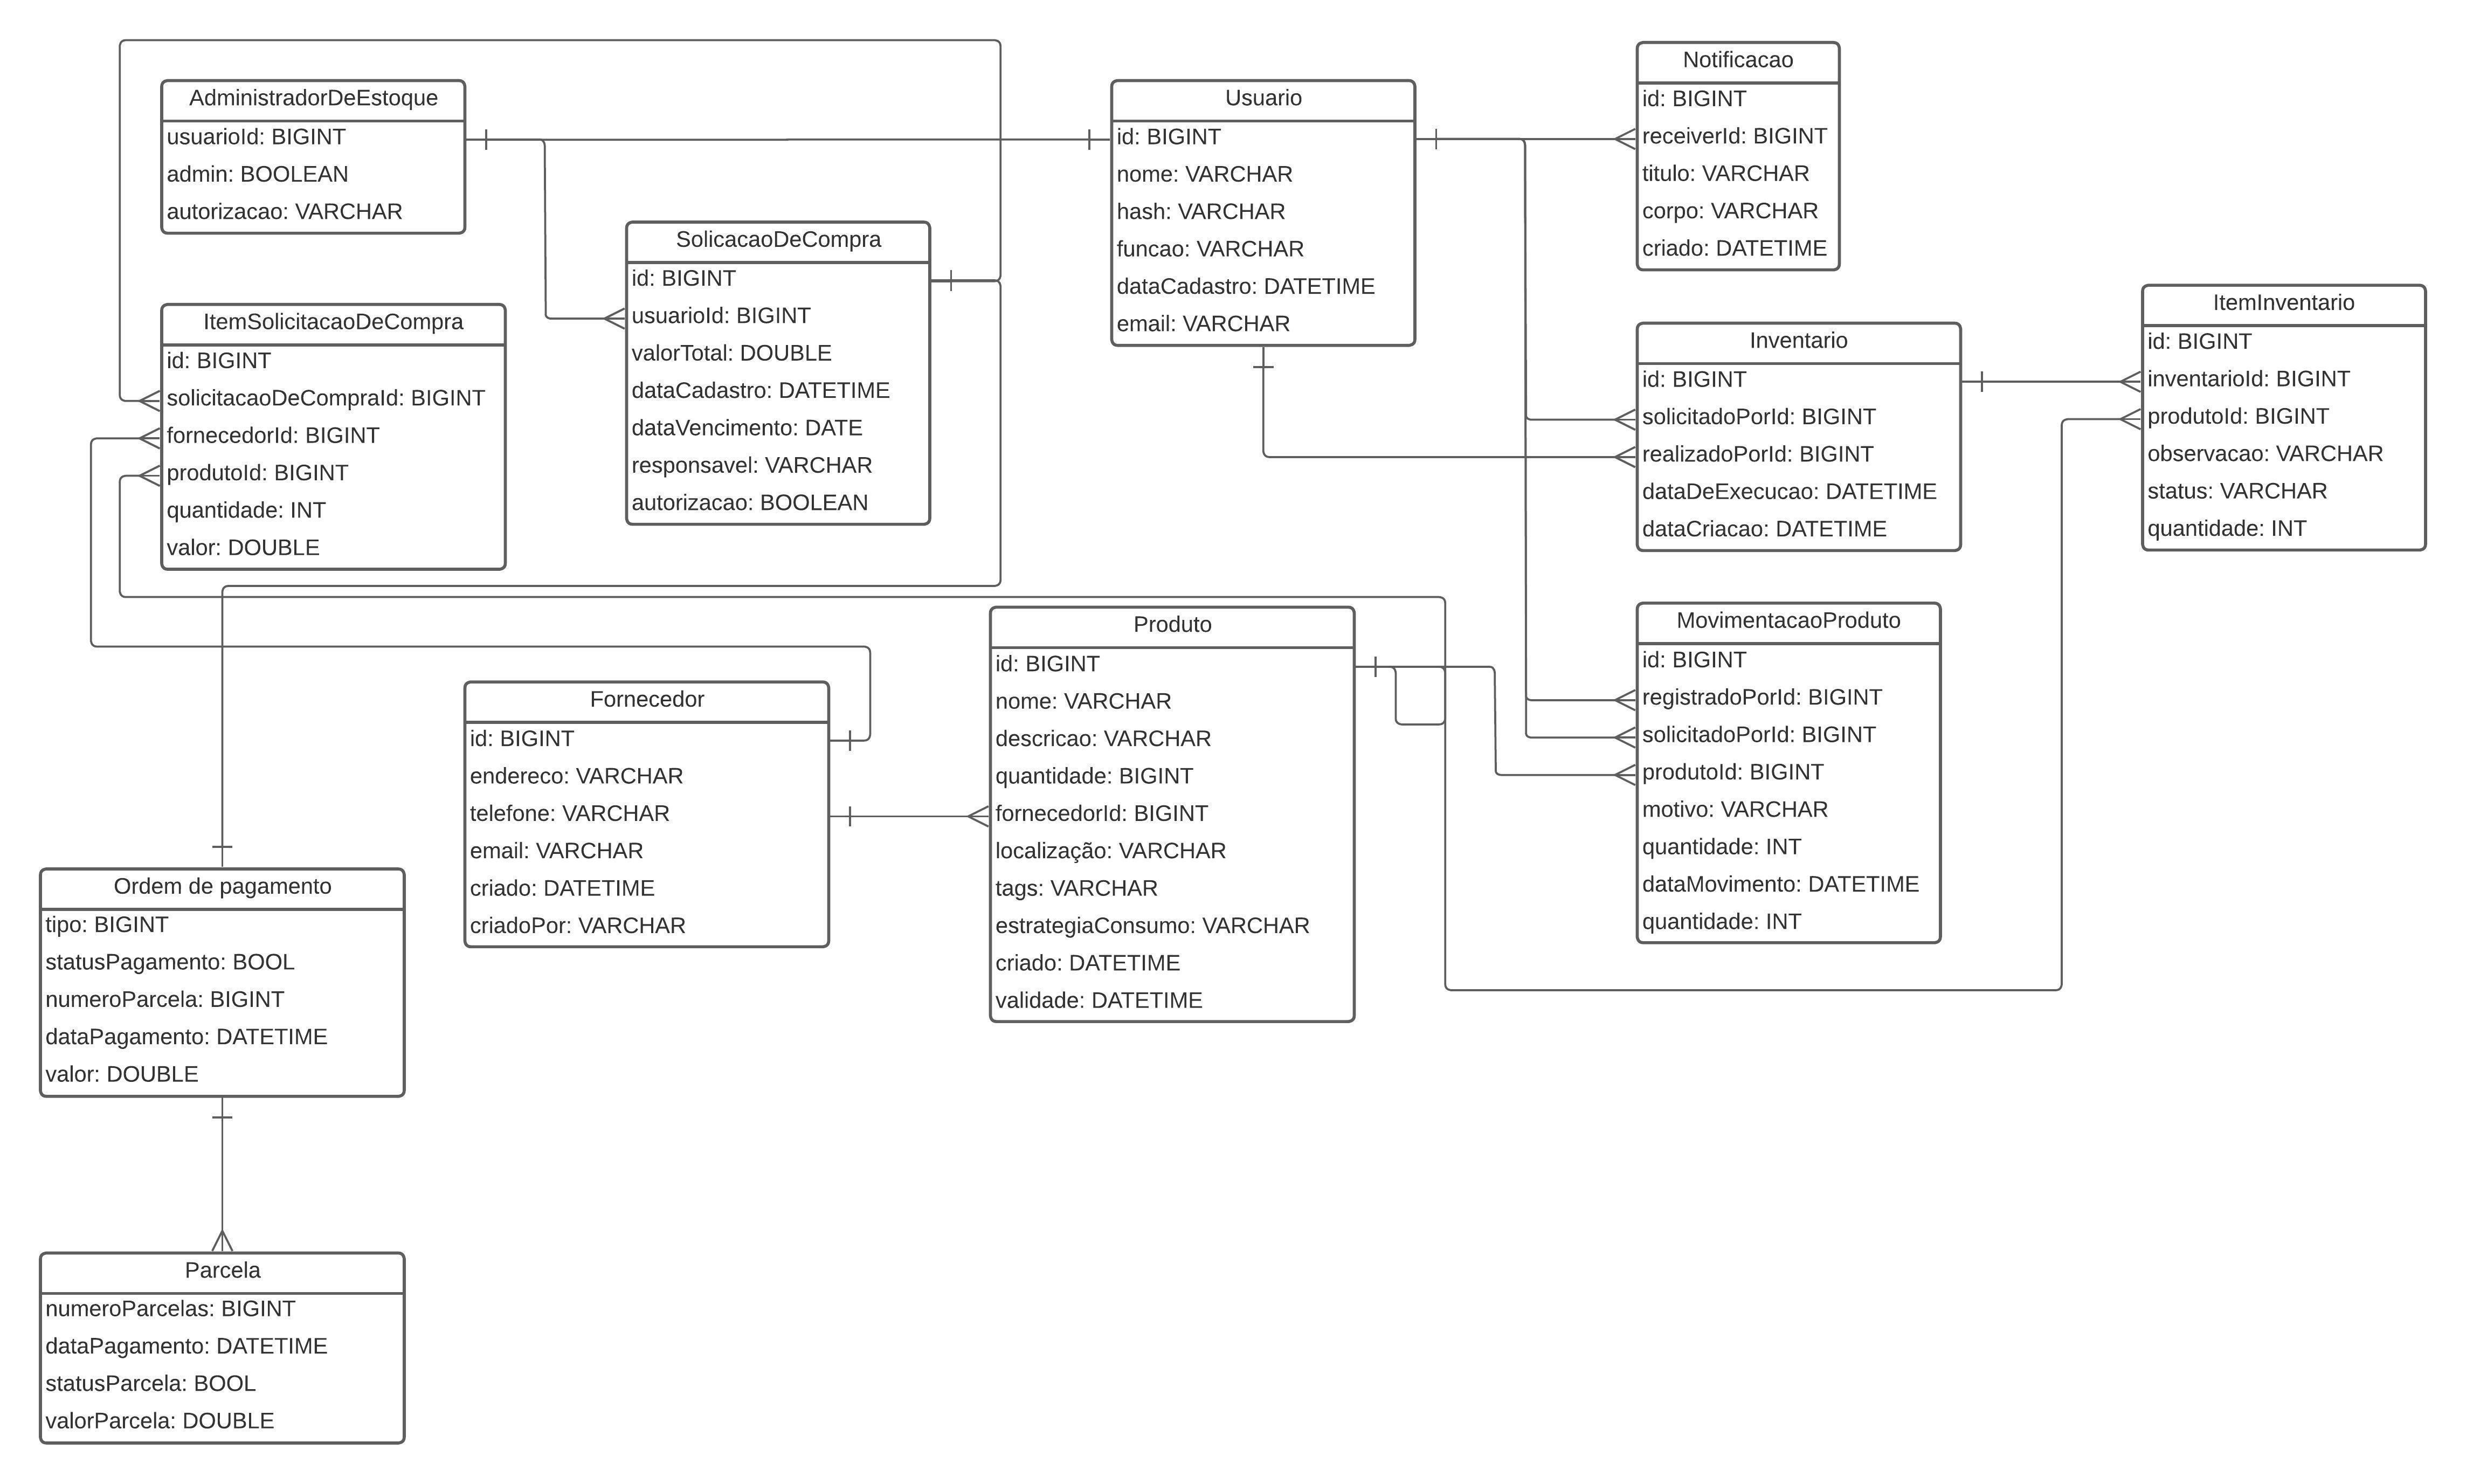 AdministradorDeEstoque
usuarioId: BIGINT
admin: BOOLEAN
autorizacao: VARCHAR
SolicacaoDeCompra
id: BIGINT
usuarioId: BIGINT
valorTotal: DOUBLE
dataCadastro: DATETIME
dataVencimento: DATE
responsavel: VARCHAR
autorizacao: BOOLEAN
ItemSolicitacaoDeCompra
id: BIGINT
solicitacaoDeCompraId: BIGINT
fornecedorId: BIGINT
produtoId: BIGINT
quantidade: INT
valor: DOUBLE
Usuario
id: BIGINT
nome: VARCHAR
hash: VARCHAR
funcao: VARCHAR
dataCadastro: DATETIME
email: VARCHAR
Notificacao
id: BIGINT
receiverId: BIGINT
titulo: VARCHAR
corpo: VARCHAR
criado: DATETIME
Inventario
id: BIGINT
solicitadoPorId: BIGINT
realizadoPorId: BIGINT
dataDeExecucao: DATETIME
dataCriacao: DATETIME
ItemInventario
id: BIGINT
inventarioId: BIGINT
produtoId: BIGINT
observacao: VARCHAR
status: VARCHAR
quantidade: INT
Fornecedor
id: BIGINT
endereco: VARCHAR
telefone: VARCHAR
email: VARCHAR
criado: DATETIME
criadoPor: VARCHAR
Produto
id: BIGINT
nome: VARCHAR
descricao: VARCHAR
quantidade: BIGINT
fornecedorId: BIGINT
localização: VARCHAR
tags: VARCHAR
estrategiaConsumo: VARCHAR
criado: DATETIME
validade: DATETIME
MovimentacaoProduto
id: BIGINT
registradoPorId: BIGINT
solicitadoPorId: BIGINT
produtoId: BIGINT
motivo: VARCHAR
quantidade: INT
dataMovimento: DATETIME
quantidade: INT
Ordem de pagamento
tipo: BIGINT
statusPagamento: BOOL
numeroParcela: BIGINT
dataPagamento: DATETIME
valor: DOUBLE
Parcela
numeroParcelas: BIGINT
dataPagamento: DATETIME
statusParcela: BOOL
valorParcela: DOUBLE